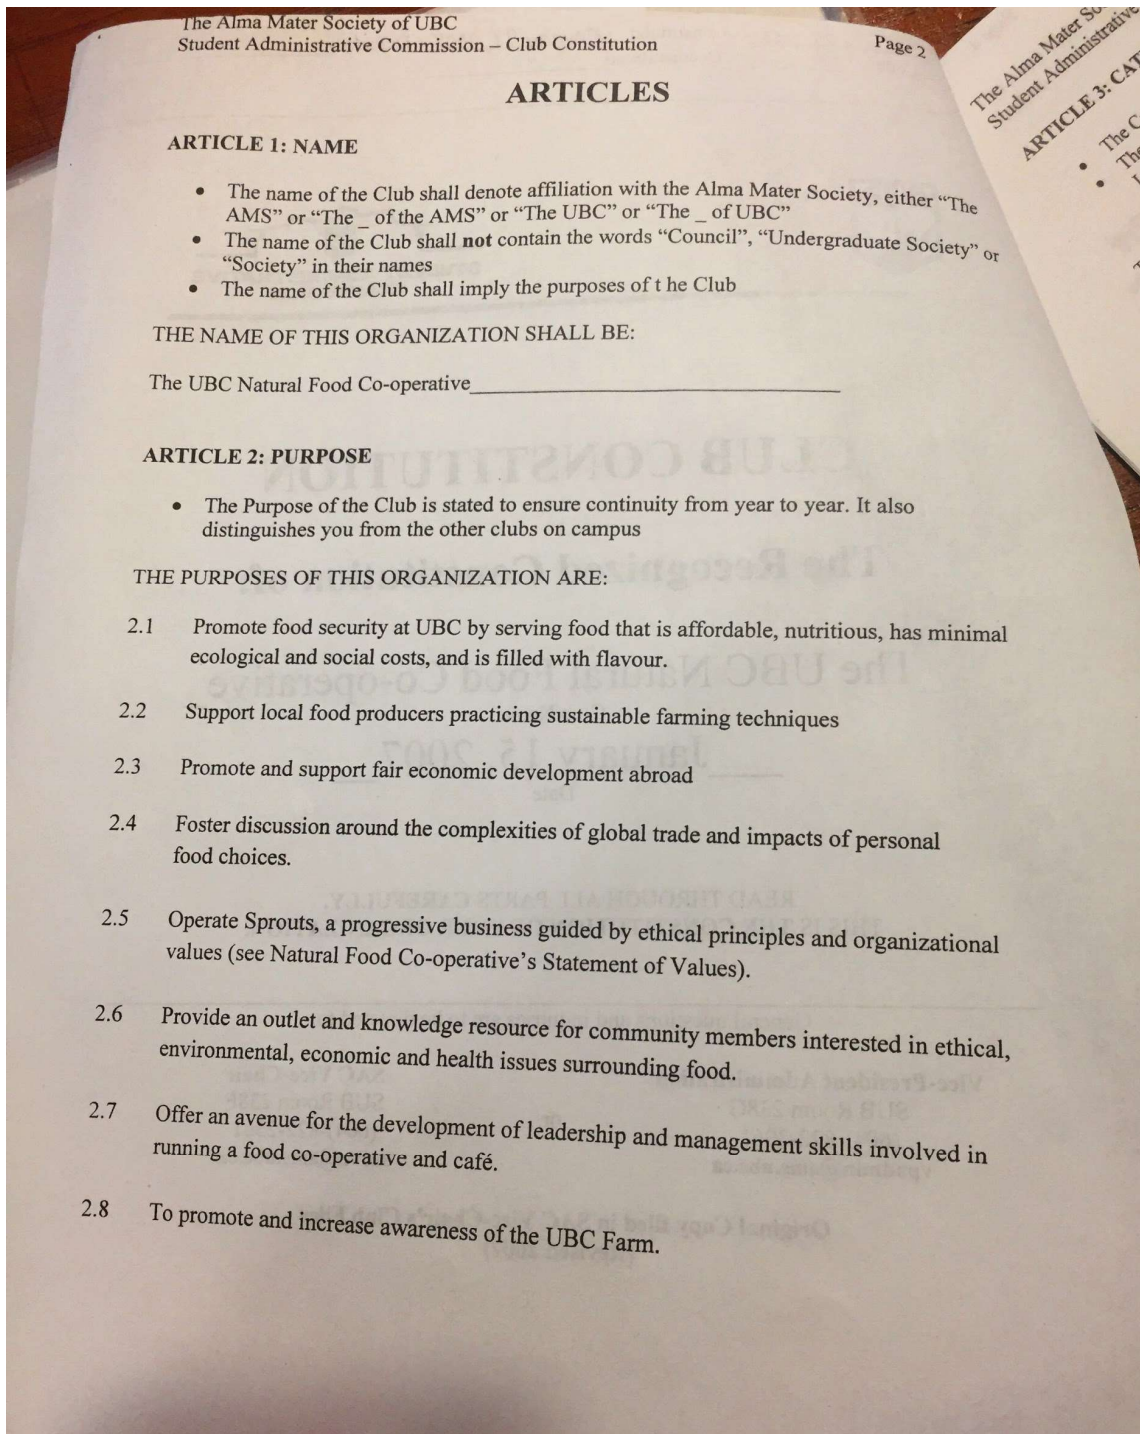 The Alma Mater Society of UBC
Student Administrative Commission – Club Constitution
Page 2
ARTICLES
ARTICLE 1: NAME
• The name of the Club shall denote affiliation with the Alma Mater Society, either “The
AMS” or “The _ of the AMS” or “The UBC” or “The _ of UBC”
• The name of the Club shall not contain the words “Council”, “Undergraduate Society” or
“Society” in their names
• The name of the Club shall imply the purposes of t he Club
THE NAME OF THIS ORGANIZATION SHALL BE:
The UBC Natural Food Co-operative
ARTICLE 2: PURPOSE
• The Purpose of the Club is stated to ensure continuity from year to year. It also
distinguishes you from the other clubs on campus
THE PURPOSES OF THIS ORGANIZATION ARE:
2.1 Promote food security at UBC by serving food that is affordable, nutritious, has minimal
ecological and social costs, and is filled with flavour.
2.2 Support local food producers practicing sustainable farming techniques
2.3 Promote and support fair economic development abroad
2.4 Foster discussion around the complexities of global trade and impacts of personal
food choices.
2.5 Operate Sprouts, a progressive business guided by ethical principles and organizational
values (see Natural Food Co-operative’s Statement of Values).
2.6 Provide an outlet and knowledge resource for community members interested in ethical,
environmental, economic and health issues surrounding food.
2.7 Offer an avenue for the development of leadership and management skills involved in
running a food co-operative and café.
2.8 To promote and increase awareness of the UBC Farm.
The Alma Mater
Student Administrative
ARTICLE 3:
• The
• The